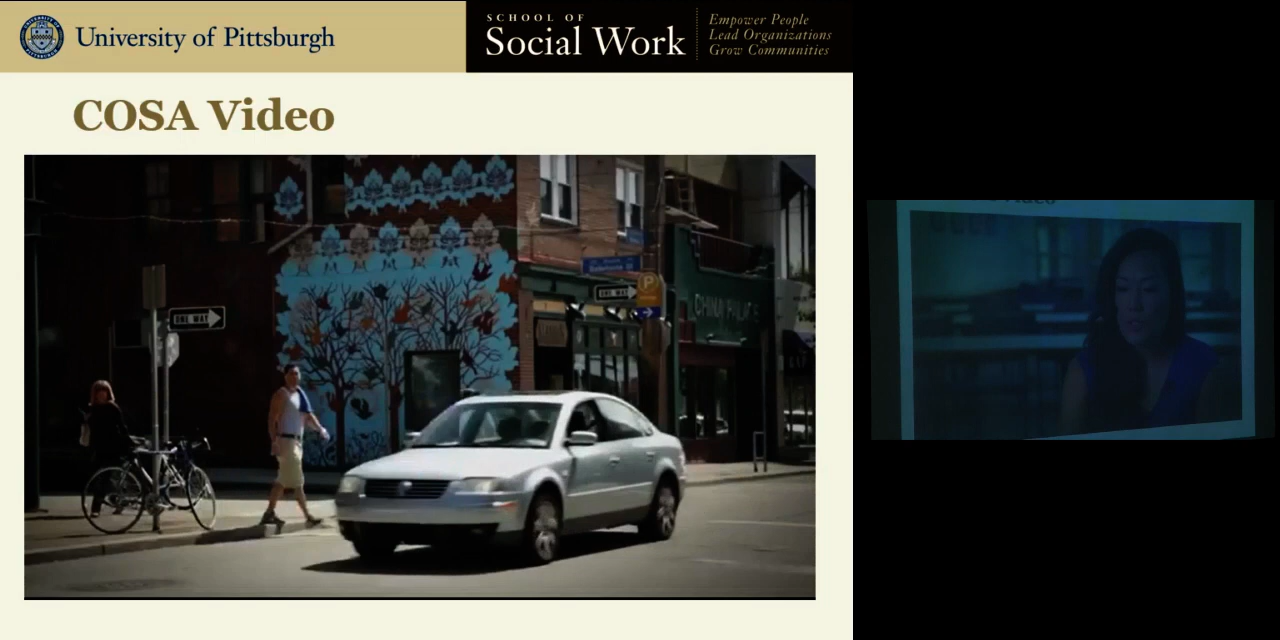 University of Pittsburgh
SCHOOL OF
Social Work
Empower People
Lead Organizations
Grow Communities
COSA Video
ONE WAY
ONE WAY
P
CHINA PALACE
Video